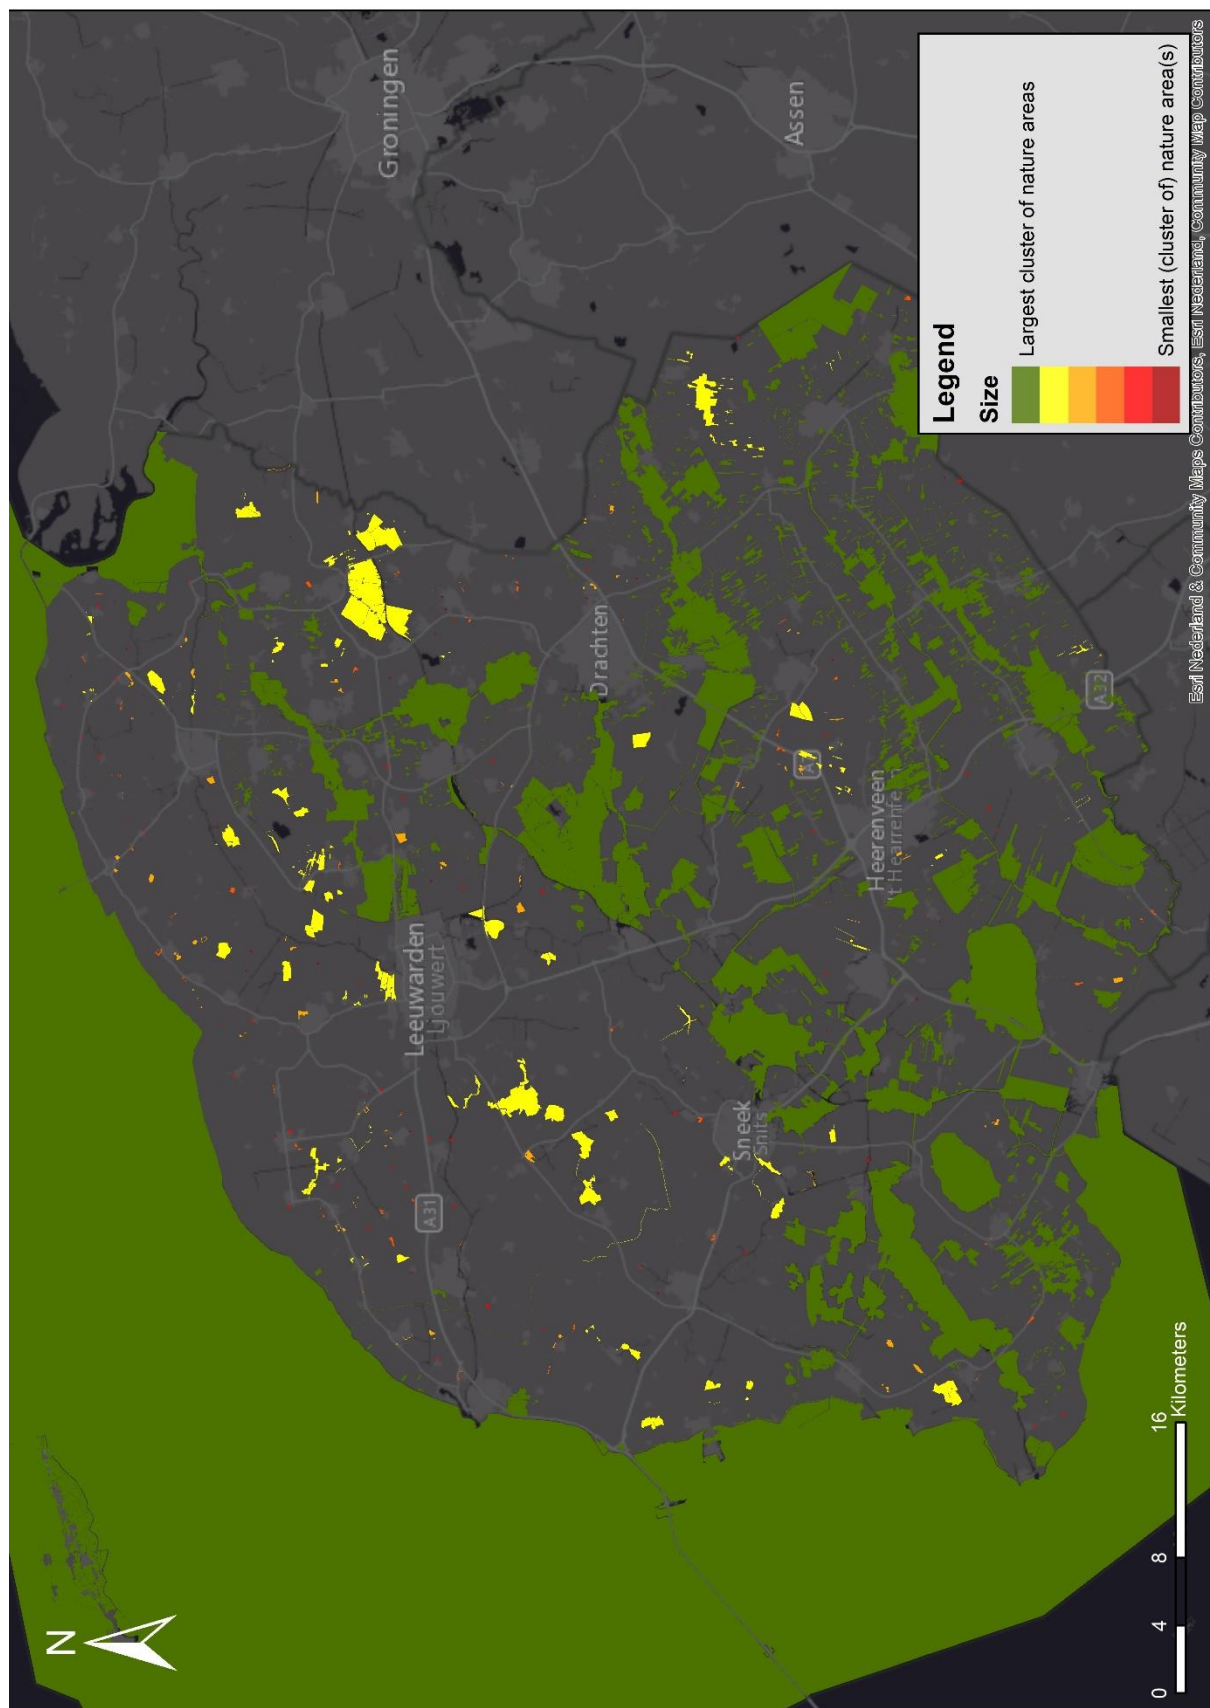 N
Groningen
Assen
Leeuwarden
Ljouwert
Drachten
A31
Sneek
Snits
A7
Heerenveen
A32
Legend
Size
Largest cluster of nature areas
Smallest (cluster of) nature area(s)
0 4 8 16
Kilometers
Esri Nederland & Community Maps Contributors, Esri Nederland, Community Map Contributors